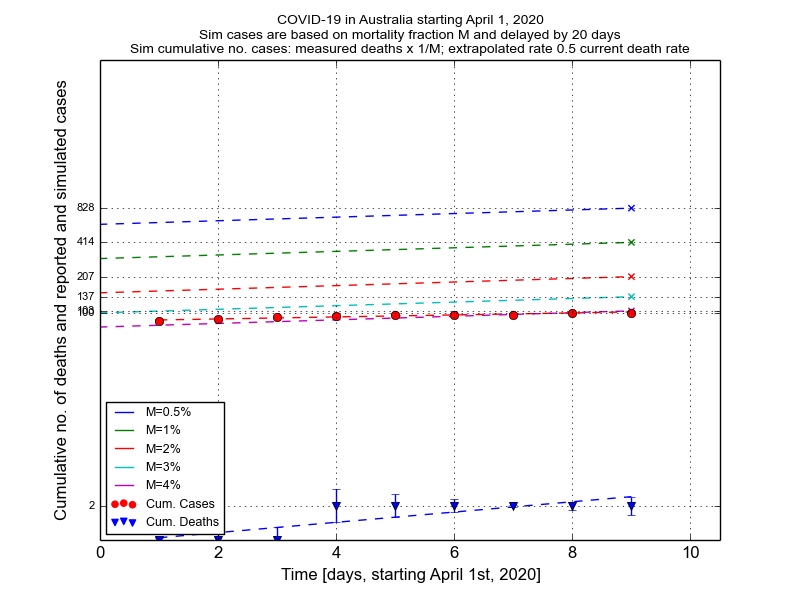 COVID-19 in Australia starting April 1, 2020
Sim cases are based on mortality fraction M and delayed by 20 days
Sim cumulative no. cases: measured deaths x 1/M; extrapolated rate 0.5 current death rate
Cumulative no. of deaths and reported and simulated cases
828
414
207
137
2
M=0.5%
M=1%
M=2%
M=3%
M=4%
Cum. Cases
Cum. Deaths
0
2
4
6
8
10
Time [days, starting April 1st, 2020]